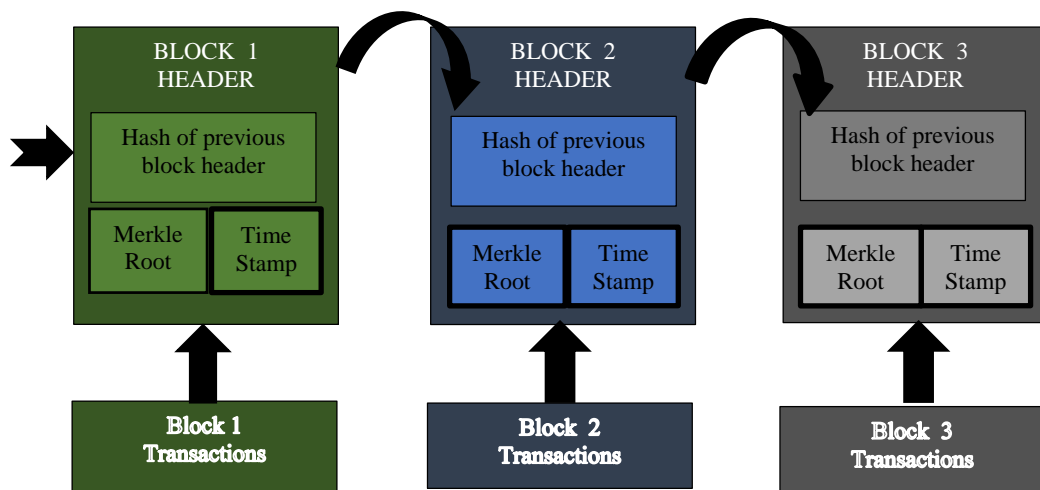 BLOCK 1
HEADER
Hash of previous
block header
Merkle
Root
Time
Stamp
Block 1
Transactions
BLOCK 2
HEADER
Hash of previous
block header
Merkle
Root
Time
Stamp
Block 2
Transactions
BLOCK 3
HEADER
Hash of previous
block header
Merkle
Root
Time
Stamp
Block 3
Transactions